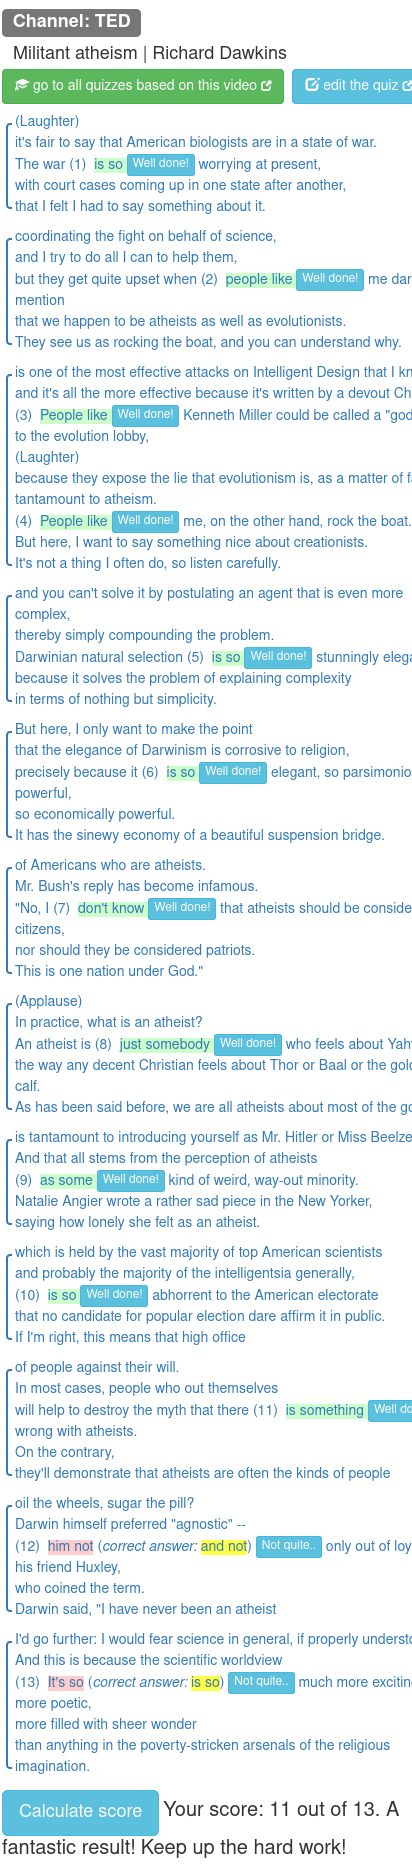 Channel: TED
Militant atheism | Richard Dawkins
go to all quizzes based on this video
edit the quiz
(Laughter)
it's fair to say that American biologists are in a state of war.
The war (1) is so Well done! worrying at present,
with court cases coming up in one state after another,
that I felt I had to say something about it.
coordinating the fight on behalf of science,
and I try to do all I can to help them,
but they get quite upset when (2) people like Well done! me dar
mention
that we happen to be atheists as well as evolutionists.
They see us as rocking the boat, and you can understand why.
is one of the most effective attacks on Intelligent Design that I kn
and it's all the more effective because it's written by a devout Ch
(3) People like Well done! Kenneth Miller could be called a "god
to the evolution lobby,
(Laughter)
because they expose the lie that evolutionism is, as a matter of fa
tantamount to atheism.
(4) People like Well done! me, on the other hand, rock the boat.
But here, I want to say something nice about creationists.
It's not a thing I often do, so listen carefully.
and you can't solve it by postulating an agent that is even more
complex,
thereby simply compounding the problem.
Darwinian natural selection (5) is so Well done! stunningly elega
because it solves the problem of explaining complexity
in terms of nothing but simplicity.
But here, I only want to make the point
that the elegance of Darwinism is corrosive to religion,
precisely because it (6) is so Well done! elegant, so parsimonio
powerful,
so economically powerful.
It has the sinewy economy of a beautiful suspension bridge.
of Americans who are atheists.
Mr. Bush's reply has become infamous.
"No, I (7) don't know Well done! that atheists should be conside
citizens,
nor should they be considered patriots.
This is one nation under God."
(Applause)
In practice, what is an atheist?
An atheist is (8) just somebody Well done! who feels about Yah
the way any decent Christian feels about Thor or Baal or the gol
calf.
As has been said before, we are all atheists about most of the go
is tantamount to introducing yourself as Mr. Hitler or Miss Beelze
And that all stems from the perception of atheists
(9) as some Well done! kind of weird, way-out minority.
Natalie Angier wrote a rather sad piece in the New Yorker,
saying how lonely she felt as an atheist.
which is held by the vast majority of top American scientists
and probably the majority of the intelligentsia generally,
(10) is so Well done! abhorrent to the American electorate
that no candidate for popular election dare affirm it in public.
If I'm right, this means that high office
of people against their will.
In most cases, people who out themselves
will help to destroy the myth that there (11) is something Well do
wrong with atheists.
On the contrary,
they'll demonstrate that atheists are often the kinds of people
oil the wheels, sugar the pill?
Darwin himself preferred "agnostic" --
(12) him not (correct answer: and not) Not quite.. only out of loy
his friend Huxley,
who coined the term.
Darwin said, "I have never been an atheist
I'd go further: I would fear science in general, if properly understo
And this is because the scientific worldview
(13) It's so (correct answer: is so) Not quite.. much more excitin
more poetic,
more filled with sheer wonder
than anything in the poverty-stricken arsenals of the religious
imagination.
Calculate score Your score: 11 out of 13. A
fantastic result! Keep up the hard work!